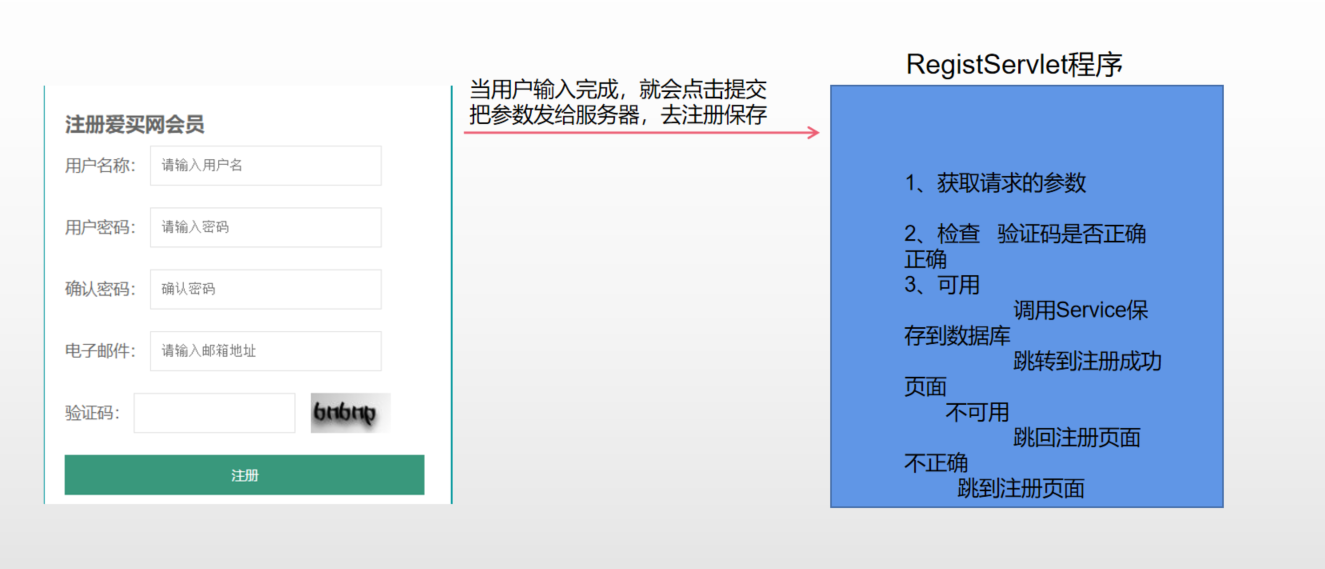 注册爱买网会员
用户名称：
请输入用户名
用户密码：
请输入密码
确认密码：
确认密码
电子邮件：
请输入邮箱地址
验证码：
bnbnp
注册
当用户输入完成，就会点击提交
把参数发给服务器，去注册保存
RegistServlet程序
1、获取请求的参数
2、检查 验证码是否正确
正确
3、可用
调用Service保
存到数据库
跳转到注册成功
页面
不可用
跳回注册页面
不正确
跳到注册页面